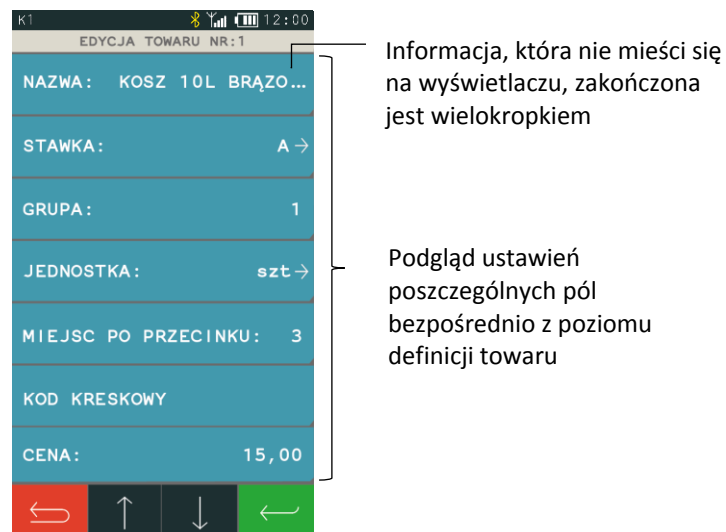 K1 12:00
EDYCJA TOWARU NR:1
NAZWA: KOSZ 10L BRĄZO...
STAWKA: A
GRUPA: 1
JEDNOSTKA: szt
MIEJSC PO PRZECINKU: 3
KOD KRESKOWY
CENA: 15,00
Informacja, która nie mieści się
na wyświetlaczu, zakończona
jest wielokropkiem
Podgląd ustawień
poszczególnych pól
bezpośrednio z poziomu
definicji towaru